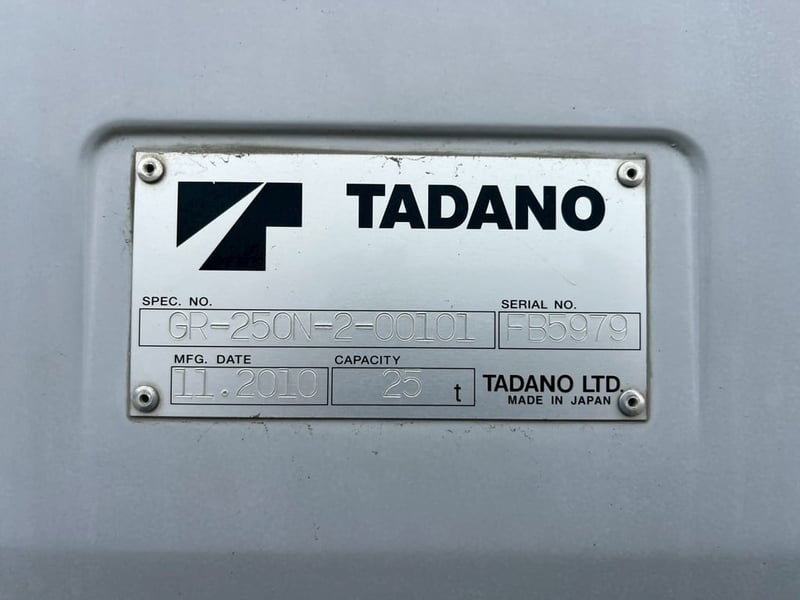 TADANO
SPEC. NO. SERIAL NO.
GR-250N-2-00101 FB5979
MFG. DATE CAPACITY
11.2010 25 t TADANO LTD.
MADE IN JAPAN